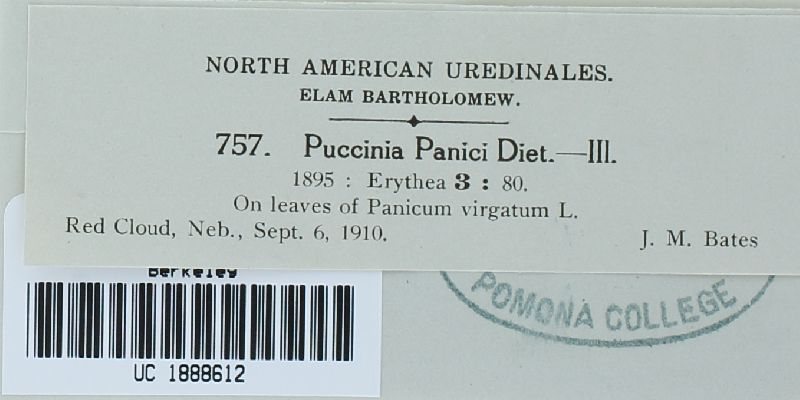 NORTH AMERICAN UREDINALES.
ELAM BARTHOLOMEW.
757. Puccinia Panici Diet.—III.
1895 : Erythea 3 : 80.
On leaves of Panicum virgatum L.
Red Cloud, Neb., Sept. 6, 1910. J. M. Bates
Berkeley
UC 1888612
POMONA COLLEGE